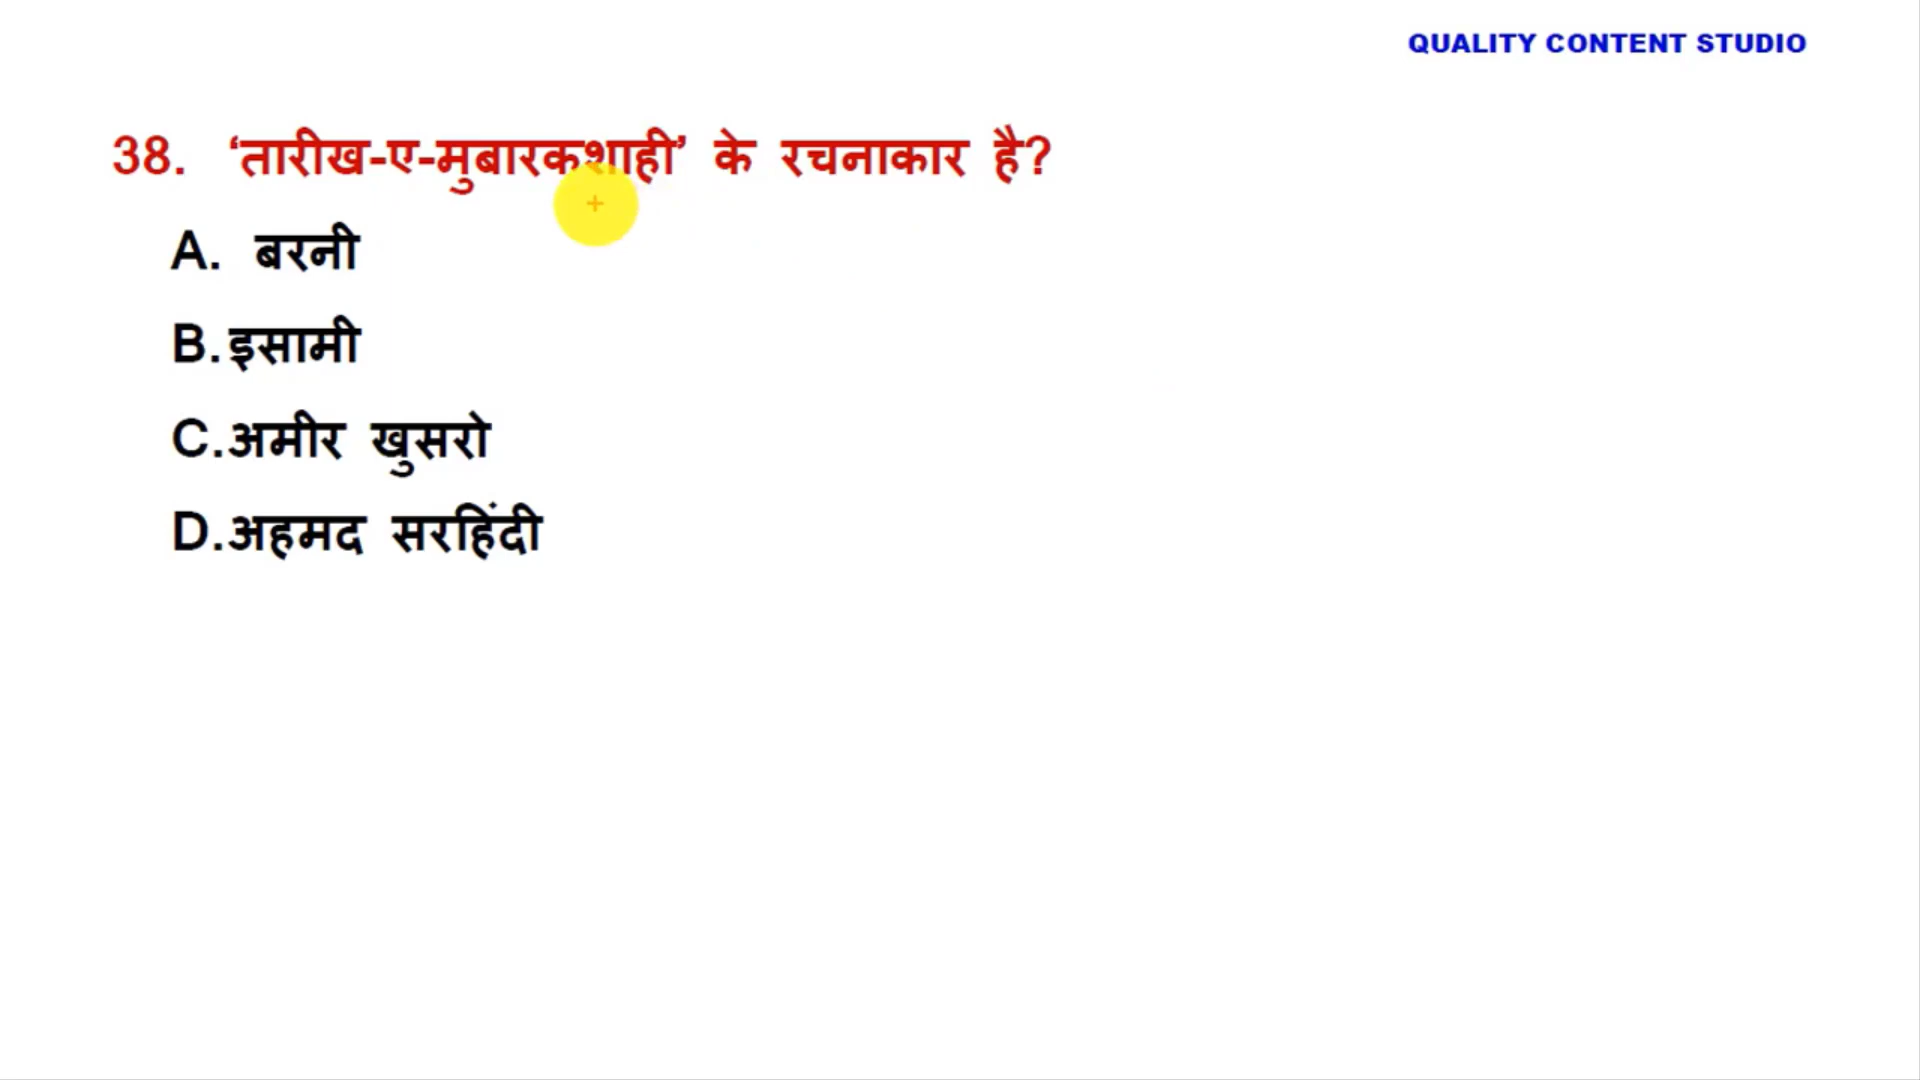 QUALITY CONTENT STUDIO
38. ‘तारीख-ए-मुबारकशाही’ के रचनाकार है?
A. बरनी
B. इसामी
C. अमीर खुसरो
D. अहमद सरहिंदी